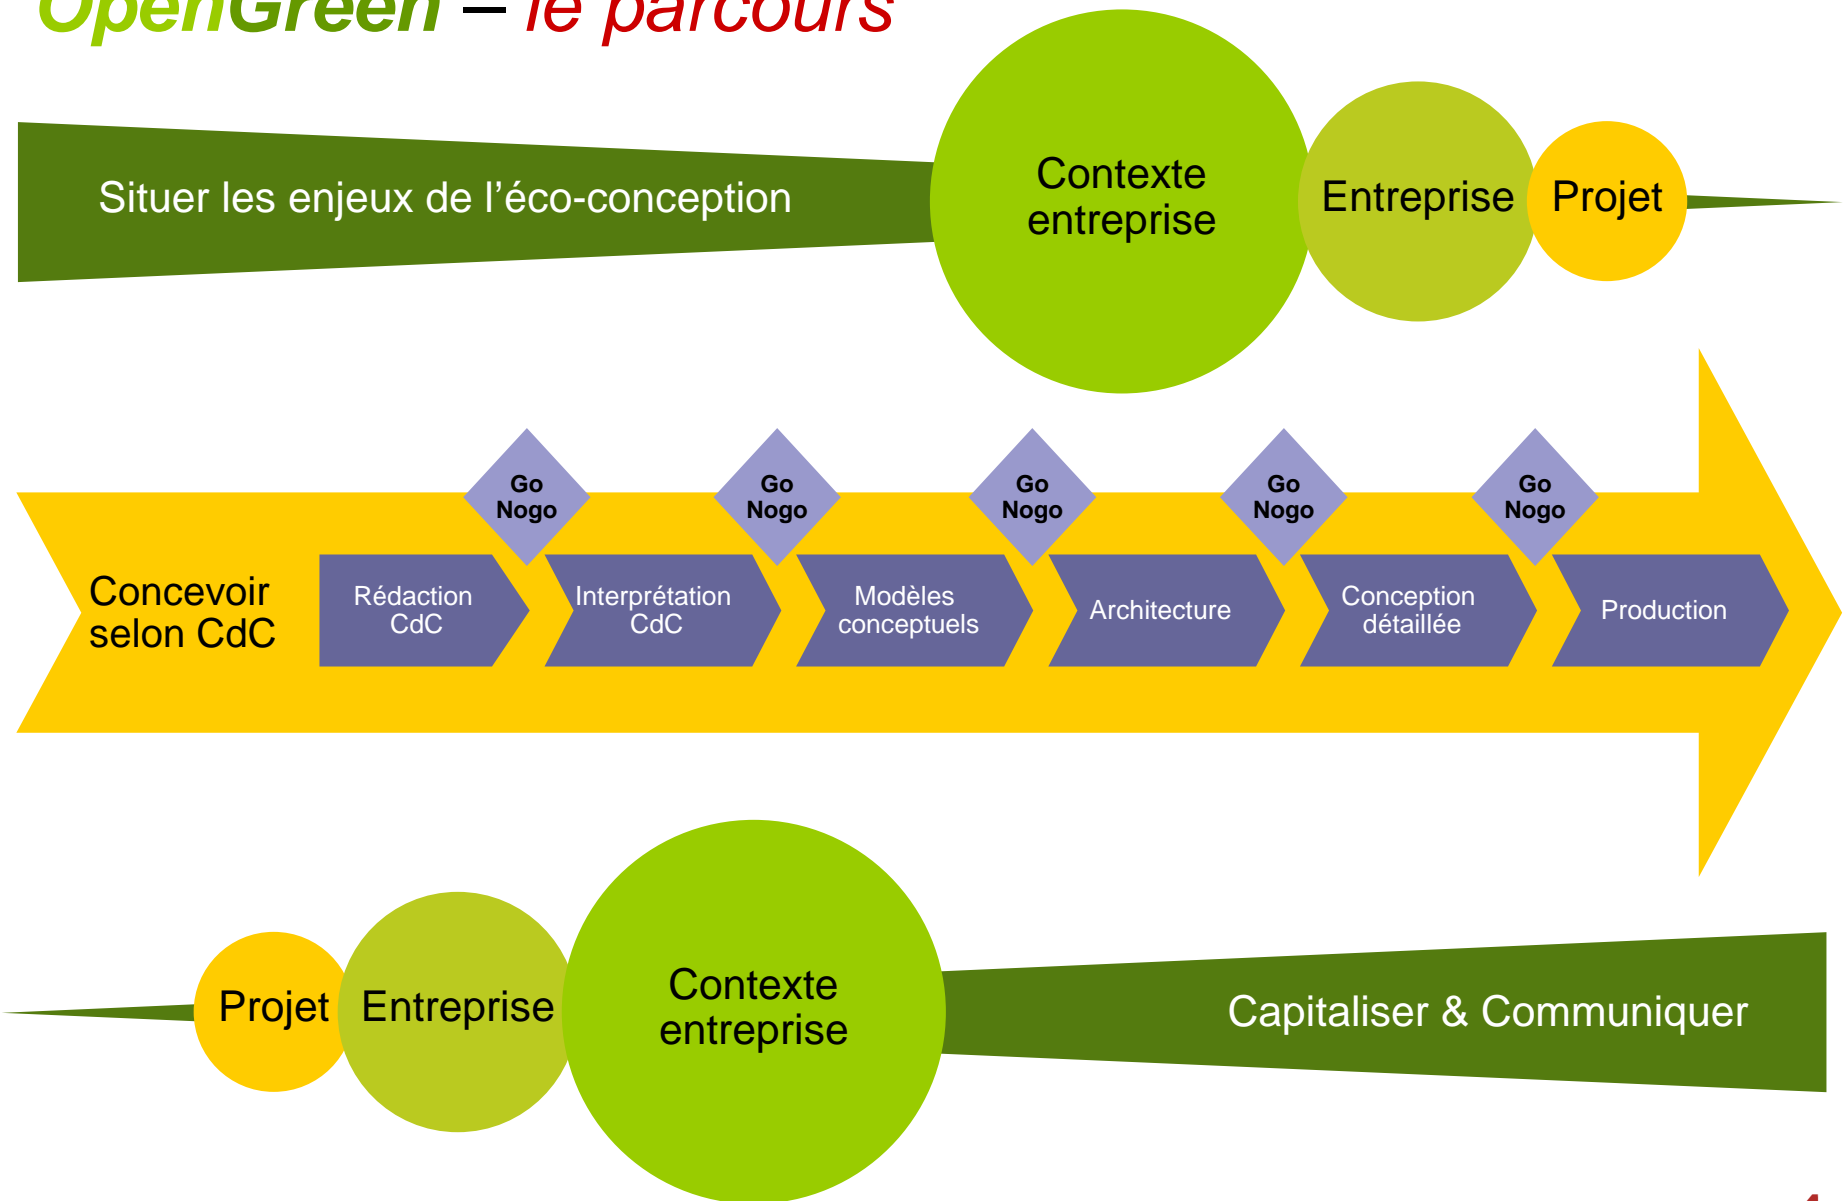 OpenGreen – le parcours
Situer les enjeux de l’éco-conception
Contexte
entreprise
Entreprise
Projet
Go
Nogo
Go
Nogo
Go
Nogo
Go
Nogo
Go
Nogo
Concevoir
selon CdC
Rédaction
CdC
Interprétation
CdC
Modèles
conceptuels
Architecture
Conception
détaillée
Production
Projet
Entreprise
Contexte
entreprise
Capitaliser & Communiquer